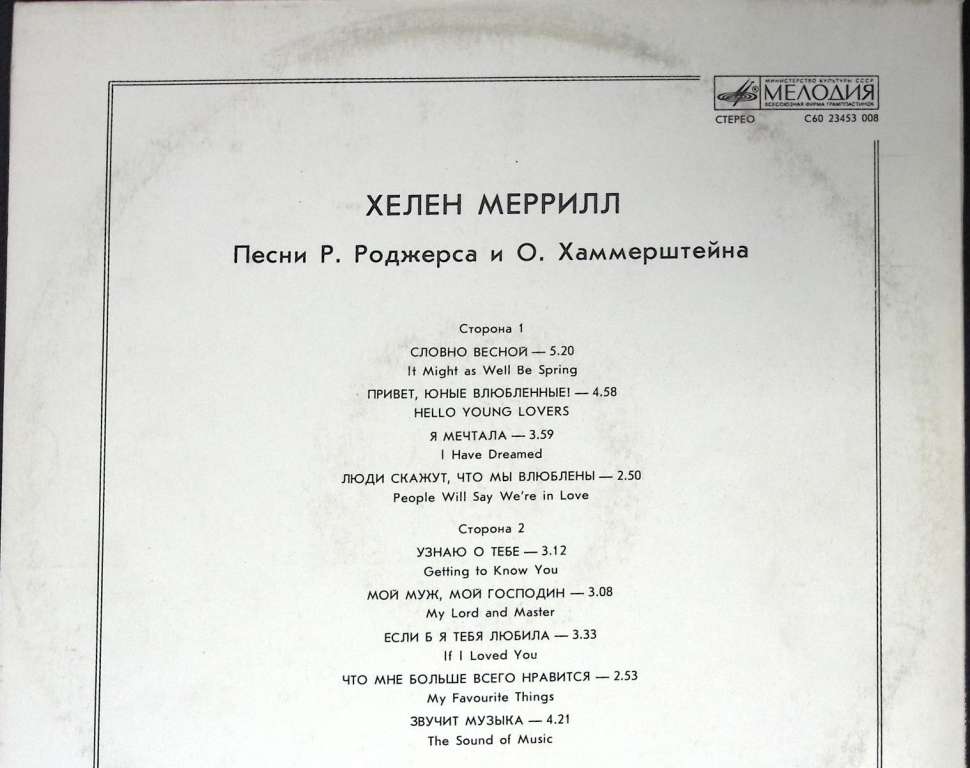 МИНИСТЕРСТВО КУЛЬТУРЫ СССР
МЕЛОДИЯ
ВСЕСОЮЗНАЯ ФИРМА ГРАМПЛАСТИНОК
СТЕРЕО С60 23453 008
ХЕЛЕН МЕРРИЛЛ
Песни Р. Роджерса и О. Хаммерштейна
Сторона 1
СЛОВНО ВЕСНОЙ — 5.20
It Might as Well Be Spring
ПРИВЕТ, ЮНЫЕ ВЛЮБЛЕННЫЕ! — 4.58
HELLO YOUNG LOVERS
Я МЕЧТАЛА — 3.59
I Have Dreamed
ЛЮДИ СКАЖУТ, ЧТО МЫ ВЛЮБЛЕНЫ — 2.50
People Will Say We're in Love
Сторона 2
УЗНАЮ О ТЕБЕ — 3.12
Getting to Know You
МОЙ МУЖ, МОЙ ГОСПОДИН — 3.08
My Lord and Master
ЕСЛИ Б Я ТЕБЯ ЛЮБИЛА — 3.33
If I Loved You
ЧТО МНЕ БОЛЬШЕ ВСЕГО НРАВИТСЯ — 2.53
My Favourite Things
ЗВУЧИТ МУЗЫКА — 4.21
The Sound of Music